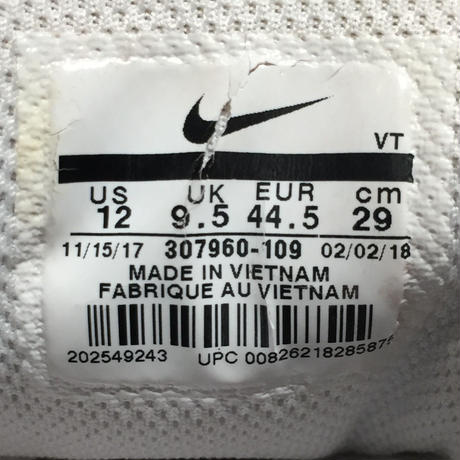 VT
US UK EUR cm
12 9.5 44.5 29
11/15/17 307960-109 02/02/18
MADE IN VIETNAM
FABRIQUE AU VIETNAM
202549243 UPC 00826218285875